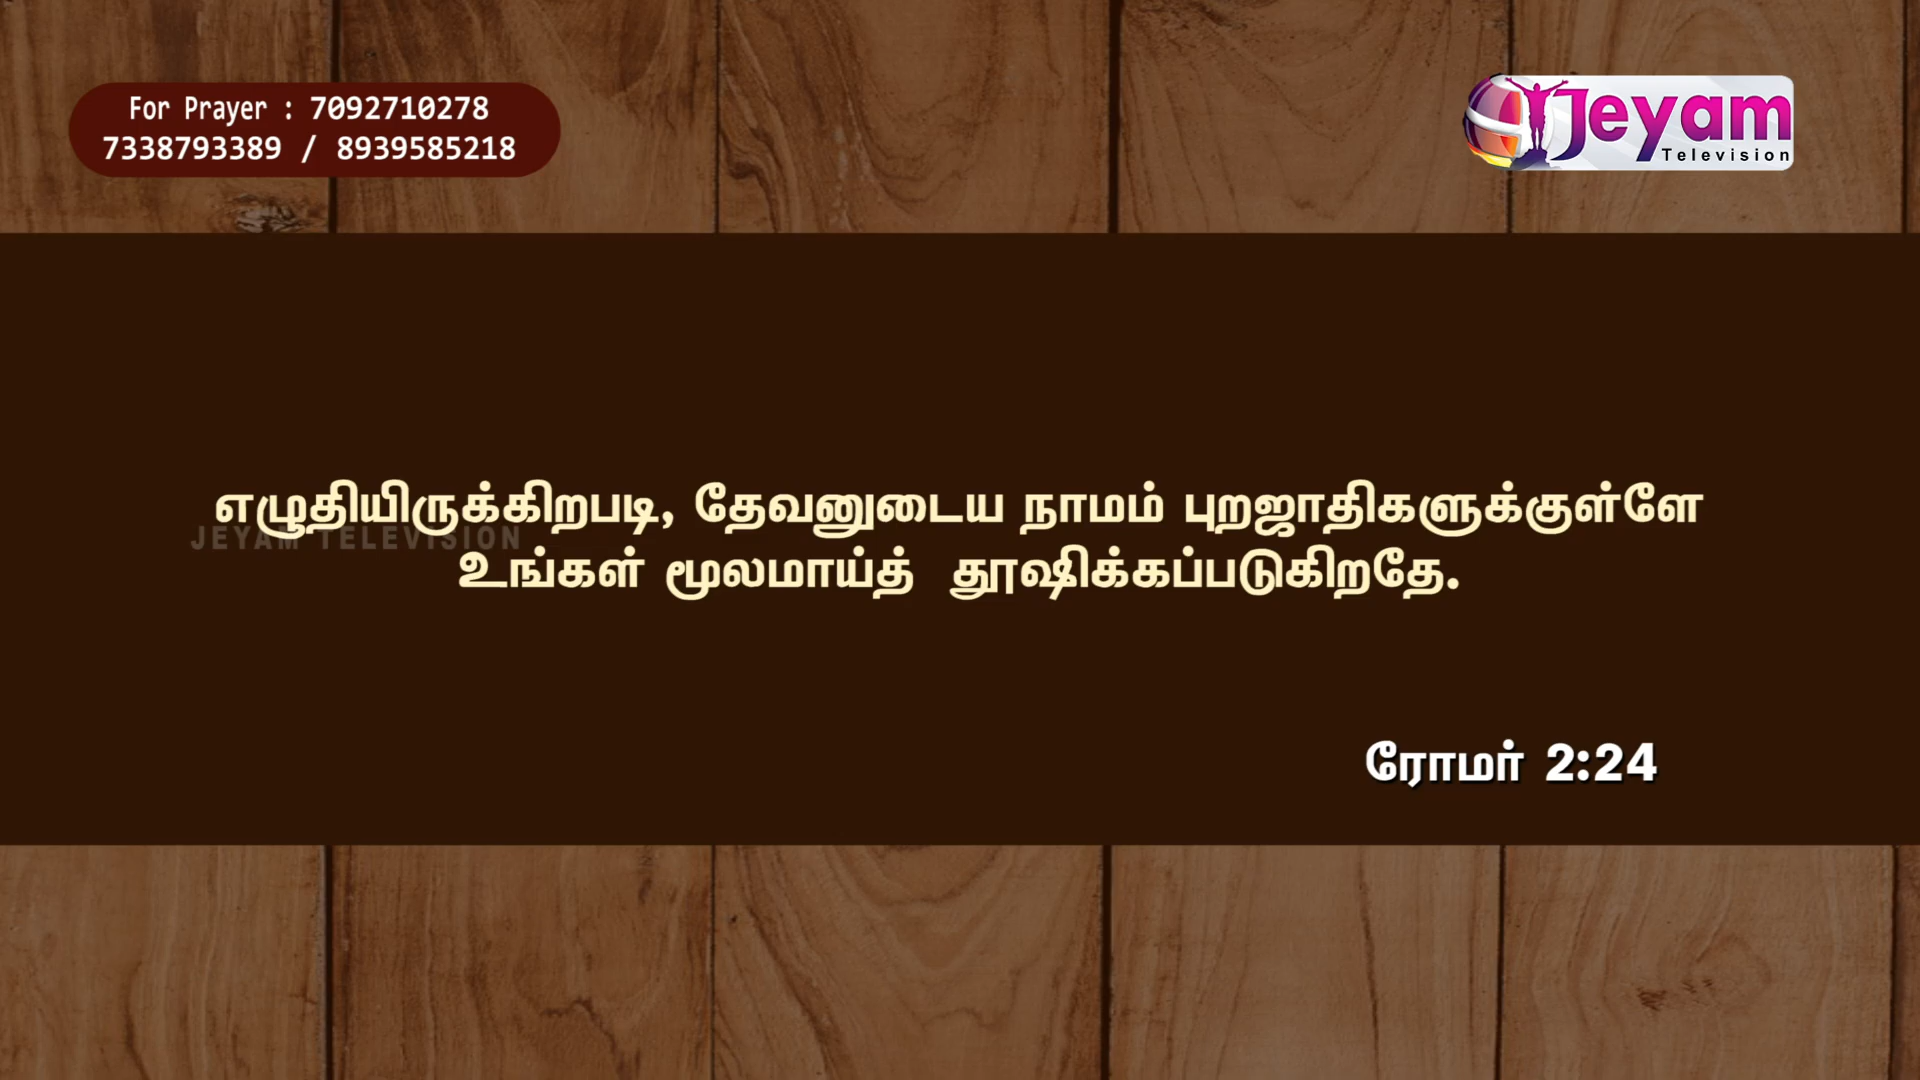 For Prayer : 7092710278
7338793389 / 8939585218
Jeyam
Television
எழுதியிருக்கிறபடி, தேவனுடைய நாமம் புறஜாதிகளுக்குள்ளே
JEYAM TELEVISION
உங்கள் மூலமாய்த் தூஷிக்கப்படுகிறதே.
ரோமர் 2:24